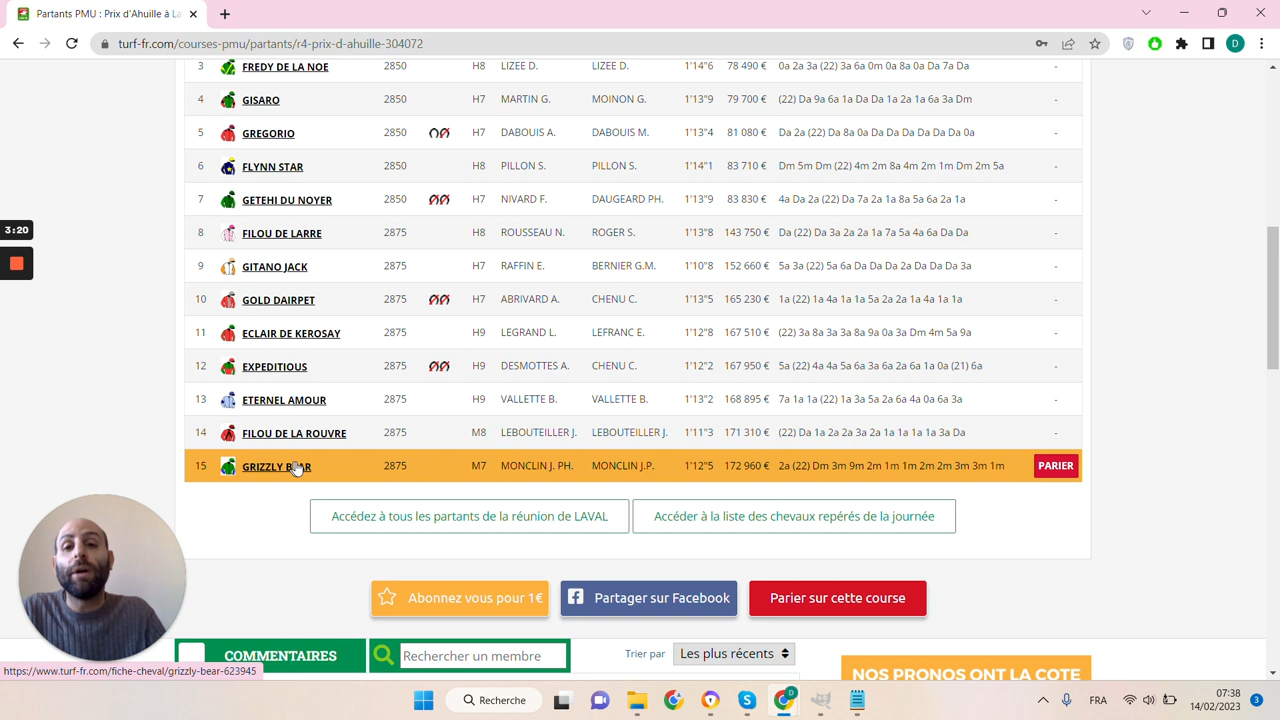 Partants PMU : Prix d'Ahuille à La
turf-fr.com/courses-pmu/partants/r4-prix-d-ahuille-304072
D
3 FREDY DE LA NOE 2850 H8 LIZEE D. LIZEE D. 1'14"6 78 490 € 0a 2a 3a (22) 3a 6a 0m 0a 8a 0a Da 7a Da -
4 GISARO 2850 H7 MARTIN G. MOINON G. 1'13"9 79 700 € (22) Da 9a 6a 1a Da Da 1a 2a 1a 6a 3a Dm -
5 GREGORIO 2850 H7 DABOUIS A. DABOUIS M. 1'13"4 81 080 € Da 2a (22) Da 8a 0a Da Da Da Da Da Da 0a -
6 FLYNN STAR 2850 H8 PILLON S. PILLON S. 1'14"1 83 710 € Dm 5m Dm (22) 4m 2m 8a 4m 2m 1m Dm 2m 5a -
7 GETEHI DU NOYER 2850 H7 NIVARD F. DAUGEARD PH. 1'13"9 83 830 € 4a Da 2a (22) Da 7a 2a 1a 8a 5a 6a 2a 1a -
3:20
8 FILOU DE LARRE 2875 H8 ROUSSEAU N. ROGER S. 1'13"8 143 750 € Da (22) Da 3a 2a 2a 1a 7a 5a 4a 6a Da Da -
9 GITANO JACK 2875 H7 RAFFIN E. BERNIER G.M. 1'10"8 152 660 € 5a 3a (22) 5a 6a Da Da Da 2a Da Da Da 3a -
10 GOLD DAIRPET 2875 H7 ABRIVARD A. CHENU C. 1'13"5 165 230 € 1a (22) 1a 4a 1a 1a 5a 2a 2a 1a 4a 1a 1a -
11 ECLAIR DE KEROSAY 2875 H9 LEGRAND L. LEFRANC E. 1'12"8 167 510 € (22) 3a 8a 3a 3a 8a 9a 0a 3a Dm 4m 5a 9a -
12 EXPEDITIOUS 2875 H9 DESMOTTES A. CHENU C. 1'12"2 167 950 € 5a (22) 4a 4a 5a 6a 3a 6a 2a 6a 1a 0a (21) 6a -
13 ETERNEL AMOUR 2875 H9 VALLETTE B. VALLETTE B. 1'13"2 168 895 € 7a 1a 1a (22) 1a 3a 5a 2a 6a 4a 0a 6a 3a -
14 FILOU DE LA ROUVRE 2875 M8 LEBOUTEILLER J. LEBOUTEILLER J. 1'11"3 171 310 € (22) Da 1a 2a 2a 3a 2a 1a 1a 1a 1a 3a Da -
15 GRIZZLY BEAR 2875 M7 MONCLIN J. PH. MONCLIN J.P. 1'12"5 172 960 € 2a (22) Dm 3m 9m 2m 1m 1m 2m 2m 3m 3m 1m PARIER
Accédez à tous les partants de la réunion de LAVAL Accéder à la liste des chevaux repérés de la journée
Abonnez vous pour 1€ Partager sur Facebook Parier sur cette course
COMMENTAIRES Rechercher un membre Trier par Les plus récents
NOS PRONOS ONT LA COTE
https://www.turf-fr.com/fiche-cheval/grizzly-bear-623945
Recherche D FRA 07:38
14/02/2023 3